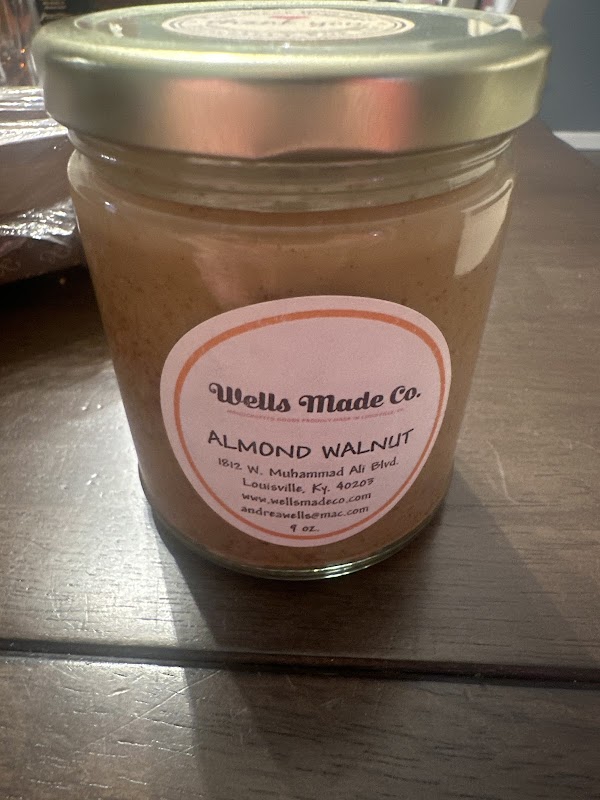 Wells Made Co.
ALMOND WALNUT
1812 W. Muhammad Ali Blvd.
Louisville, Ky. 40203
www.wellsmadeco.com
andreawells@mac.com
9 oz.